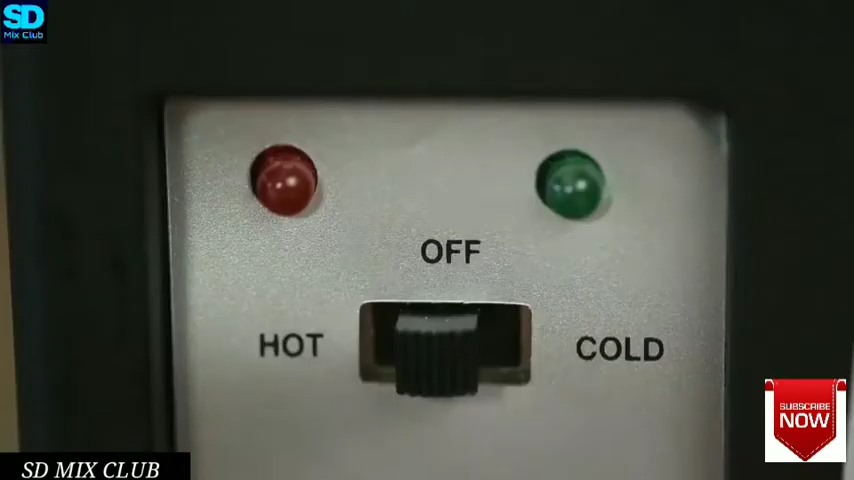 SD
Mix Club
OFF
HOT
COLD
SUBSCRIBE
NOW
SD MIX CLUB